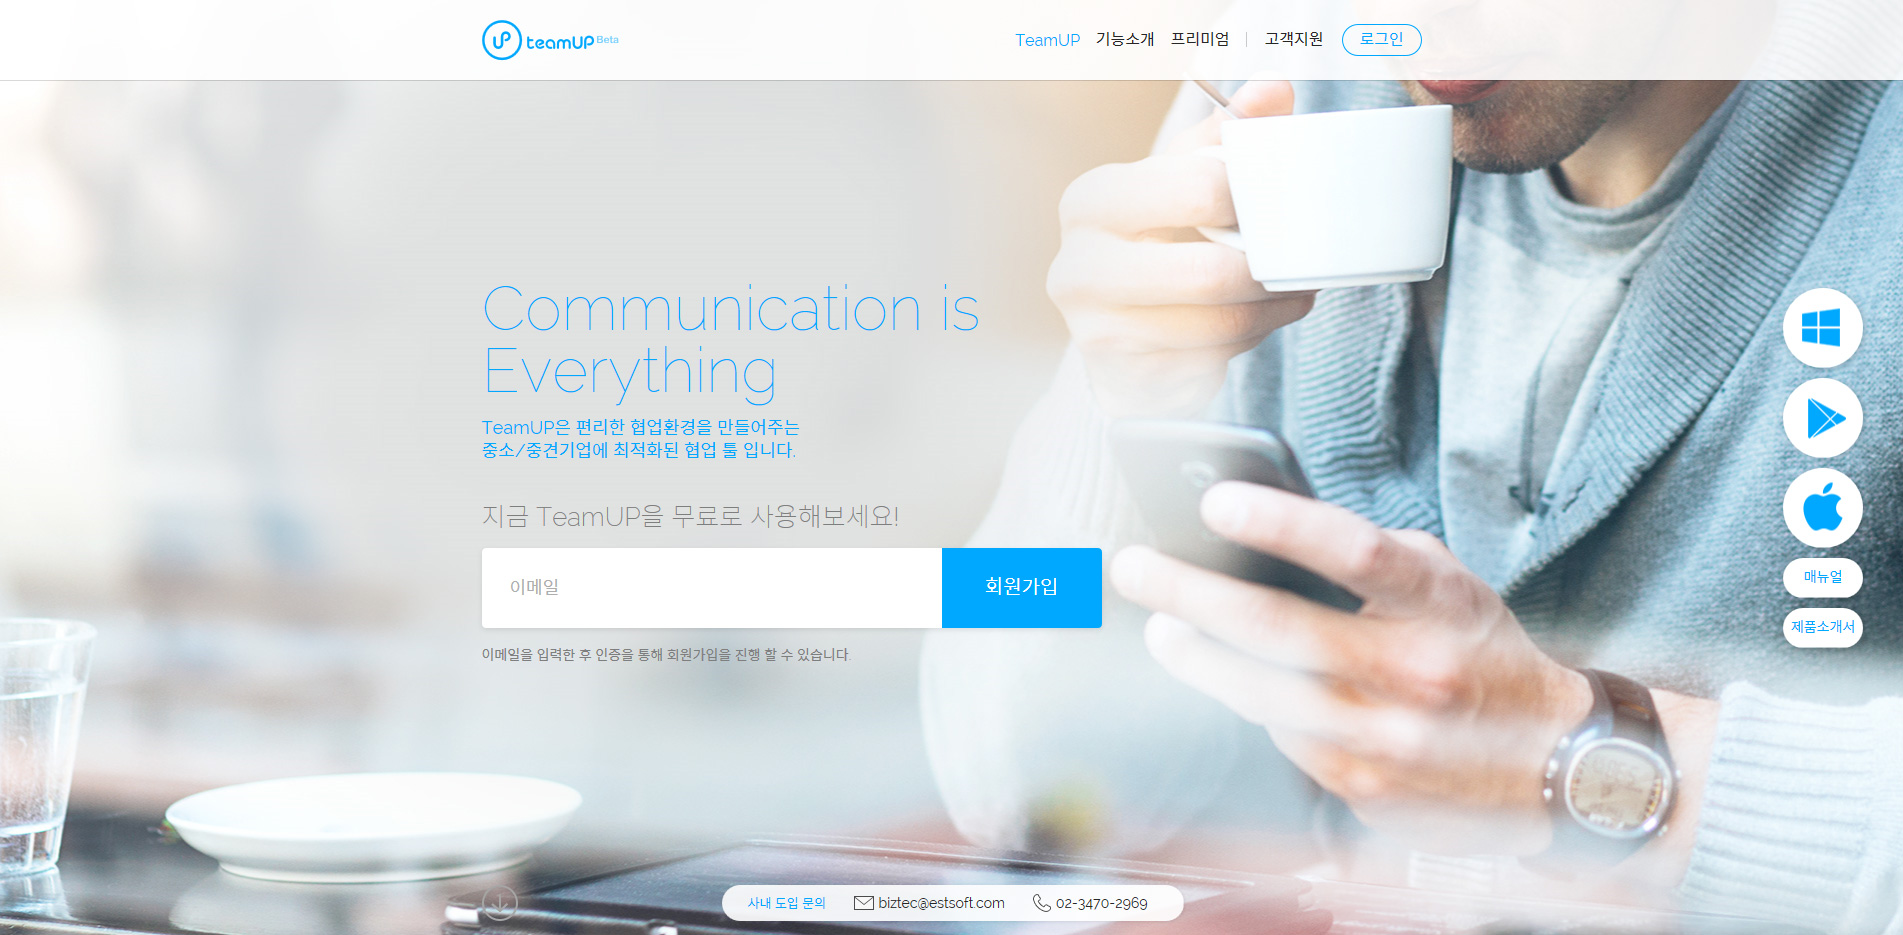 teamUP Beta
TeamUP 기능소개 프리미엄 | 고객지원 로그인
Communication is
Everything
TeamUP은 편리한 협업환경을 만들어주는
중소/중견기업에 최적화된 협업 툴 입니다.
지금 TeamUP을 무료로 사용해보세요!
이메일 회원가입
이메일을 입력한 후 인증을 통해 회원가입을 진행 할 수 있습니다.
매뉴얼
제품소개서
사내 도입 문의 biztec@estsoft.com 02-3470-2969